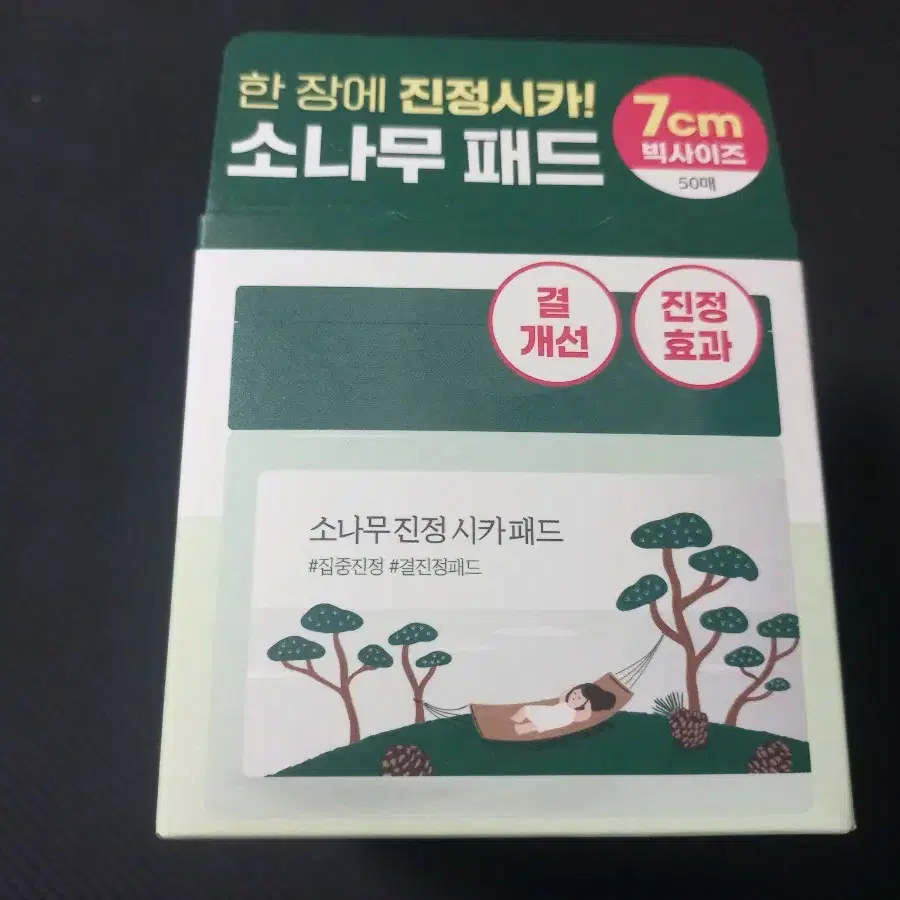 한 장에 진정시카!
소나무 패드
7cm
빅사이즈
50매
결
개선
진정
효과
소나무 진정 시카 패드
#집중진정 #결진정패드